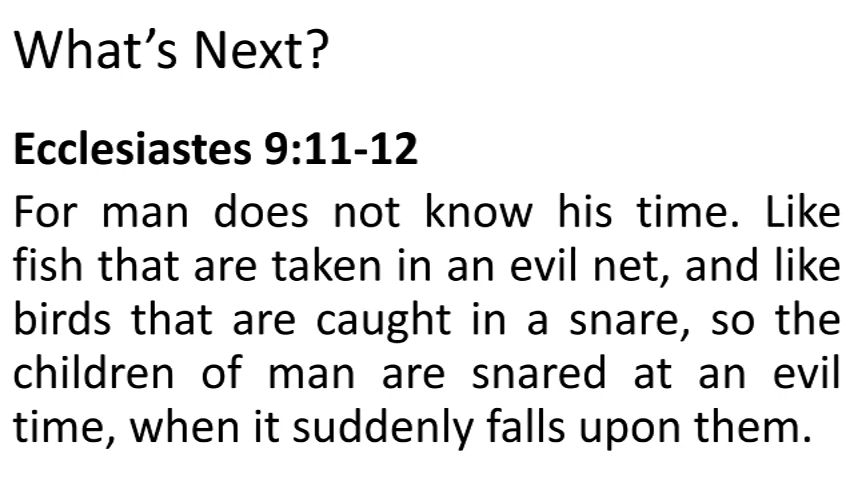 What’s Next?
Ecclesiastes 9:11-12
For man does not know his time. Like
fish that are taken in an evil net, and like
birds that are caught in a snare, so the
children of man are snared at an evil
time, when it suddenly falls upon them.